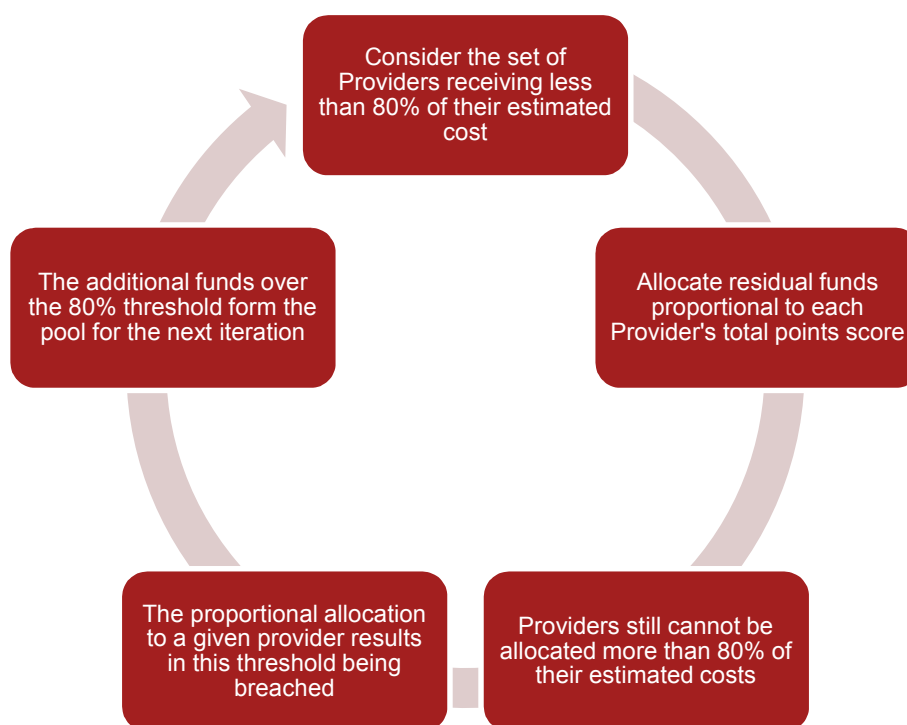 Consider the set of
Providers receiving less
than 80% of their estimated
cost
Allocate residual funds
proportional to each
Provider's total points score
Providers still cannot be
allocated more than 80% of
their estimated costs
The proportional allocation
to a given provider results
in this threshold being
breached
The additional funds over
the 80% threshold form the
pool for the next iteration